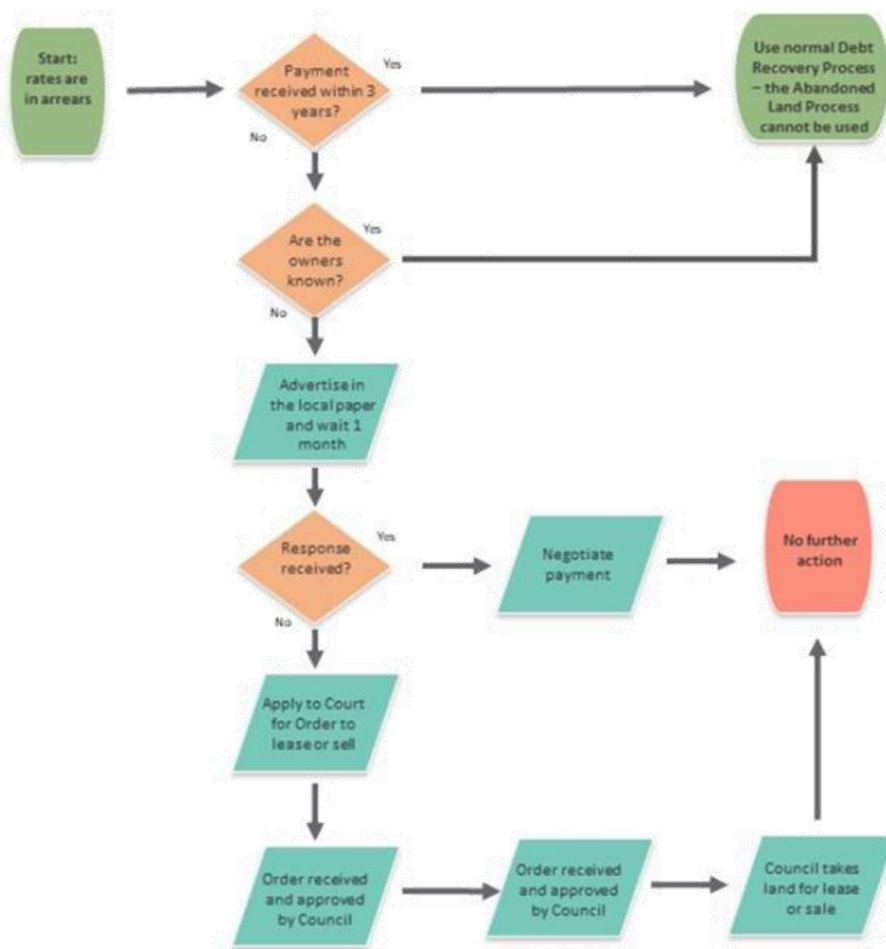 Start:
rates are
in arrears
Payment
received within 3
years?
Yes
No
Use normal Debt
Recovery Process
– the Abandoned
Land Process
cannot be used
Are the
owners
known?
Yes
No
Advertise in
the local paper
and wait 1
month
Response
received?
Yes
No
Negotiate
payment
No further
action
Apply to Court
for Order to
lease or sell
Order received
and approved
by Council
Order received
and approved
by Council
Council takes
land for lease
or sale